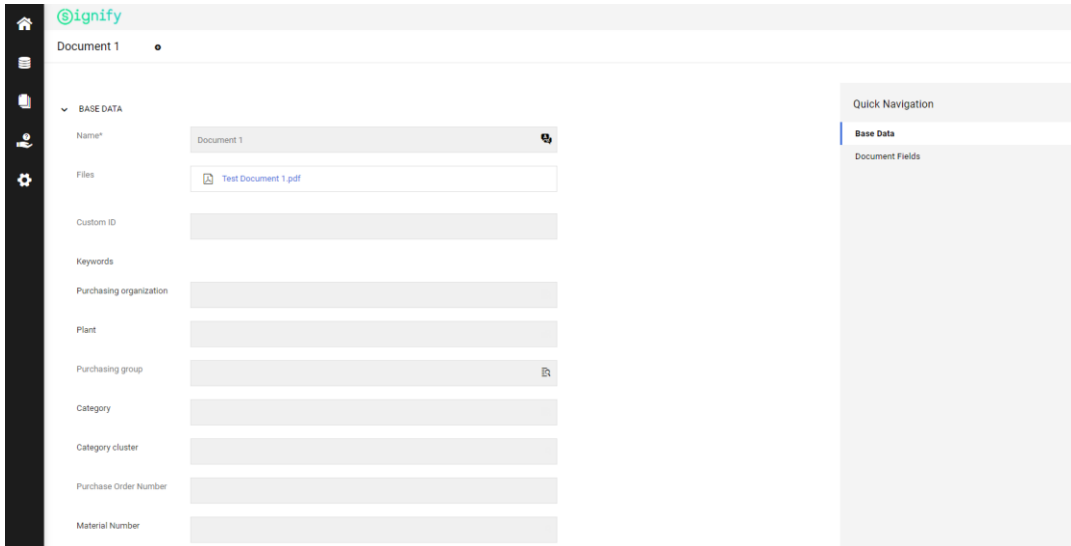 Signify
Document 1
BASE DATA
Name*
Document 1
Files
Test Document 1.pdf
Custom ID
Keywords
Purchasing organization
Plant
Purchasing group
Category
Category cluster
Purchase Order Number
Material Number
Quick Navigation
Base Data
Document Fields